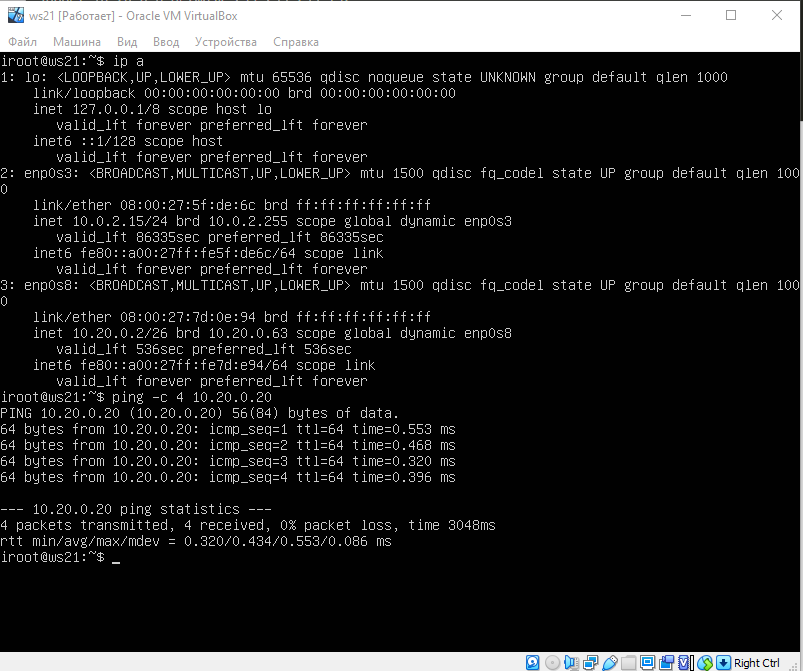 ws21 [Работает] - Oracle VM VirtualBox
Файл Машина Вид Ввод Устройства Справка
iroot@ws21:~$ ip a
1: lo: <LOOPBACK,UP,LOWER_UP> mtu 65536 qdisc noqueue state UNKNOWN group default qlen 1000
    link/loopback 00:00:00:00:00:00 brd 00:00:00:00:00:00
    inet 127.0.0.1/8 scope host lo
       valid_lft forever preferred_lft forever
    inet6 ::1/128 scope host
       valid_lft forever preferred_lft forever
2: enp0s3: <BROADCAST,MULTICAST,UP,LOWER_UP> mtu 1500 qdisc fq_codel state UP group default qlen 100
0
    link/ether 08:00:27:5f:de:6c brd ff:ff:ff:ff:ff:ff
    inet 10.0.2.15/24 brd 10.0.2.255 scope global dynamic enp0s3
       valid_lft 86335sec preferred_lft 86335sec
    inet6 fe80::a00:27ff:fe5f:de6c/64 scope link
       valid_lft forever preferred_lft forever
3: enp0s8: <BROADCAST,MULTICAST,UP,LOWER_UP> mtu 1500 qdisc fq_codel state UP group default qlen 100
0
    link/ether 08:00:27:7d:0e:94 brd ff:ff:ff:ff:ff:ff
    inet 10.20.0.2/26 brd 10.20.0.63 scope global dynamic enp0s8
       valid_lft 536sec preferred_lft 536sec
    inet6 fe80::a00:27ff:fe7d:e94/64 scope link
       valid_lft forever preferred_lft forever
iroot@ws21:~$ ping -c 4 10.20.0.20
PING 10.20.0.20 (10.20.0.20) 56(84) bytes of data.
64 bytes from 10.20.0.20: icmp_seq=1 ttl=64 time=0.553 ms
64 bytes from 10.20.0.20: icmp_seq=2 ttl=64 time=0.468 ms
64 bytes from 10.20.0.20: icmp_seq=3 ttl=64 time=0.320 ms
64 bytes from 10.20.0.20: icmp_seq=4 ttl=64 time=0.396 ms
--- 10.20.0.20 ping statistics ---
4 packets transmitted, 4 received, 0% packet loss, time 3048ms
rtt min/avg/max/mdev = 0.320/0.434/0.553/0.086 ms
iroot@ws21:~$ _
Right Ctrl